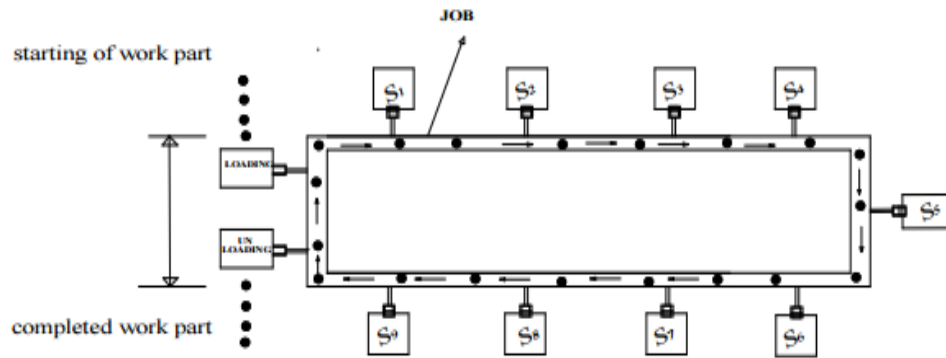 JOB
starting of work part
S1
S2
S3
S4
LOADING
S5
UN
LOADING
completed work part
S9
S8
S7
S6